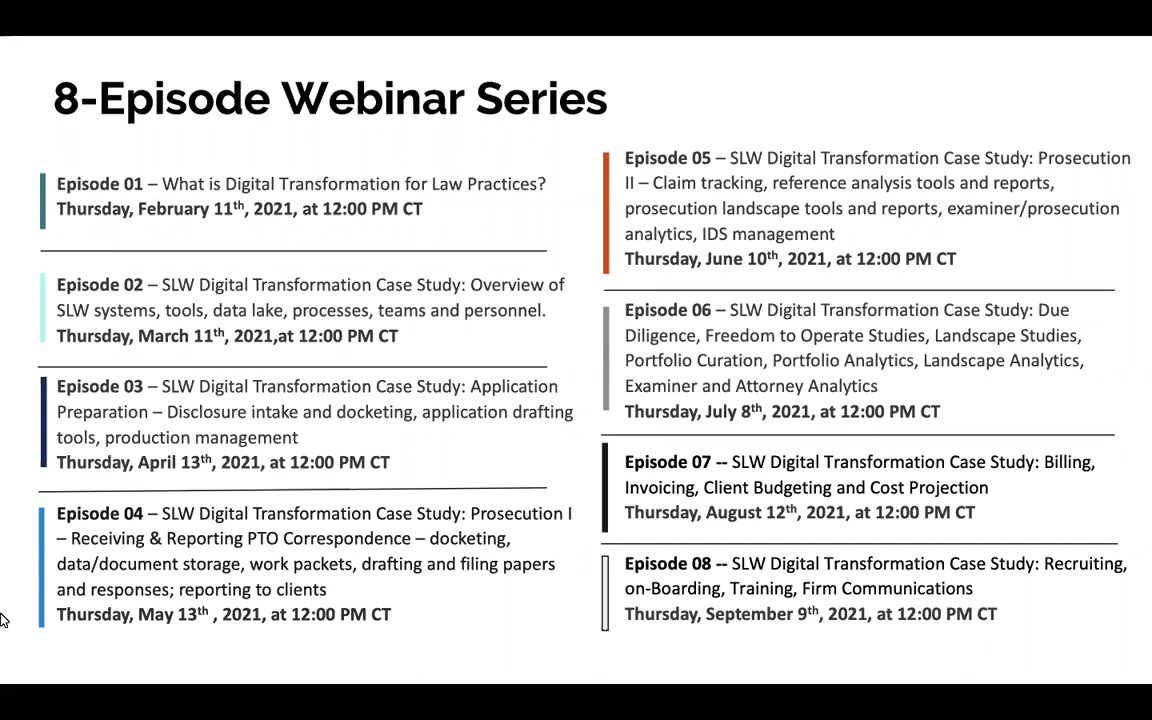 8-Episode Webinar Series
Episode 01 – What is Digital Transformation for Law Practices?
Thursday, February 11th, 2021, at 12:00 PM CT
Episode 02 – SLW Digital Transformation Case Study: Overview of
SLW systems, tools, data lake, processes, teams and personnel.
Thursday, March 11th, 2021,at 12:00 PM CT
Episode 03 – SLW Digital Transformation Case Study: Application
Preparation – Disclosure intake and docketing, application drafting
tools, production management
Thursday, April 13th, 2021, at 12:00 PM CT
Episode 04 – SLW Digital Transformation Case Study: Prosecution I
– Receiving & Reporting PTO Correspondence – docketing,
data/document storage, work packets, drafting and filing papers
and responses; reporting to clients
Thursday, May 13th , 2021, at 12:00 PM CT
Episode 05 – SLW Digital Transformation Case Study: Prosecution
II – Claim tracking, reference analysis tools and reports,
prosecution landscape tools and reports, examiner/prosecution
analytics, IDS management
Thursday, June 10th, 2021, at 12:00 PM CT
Episode 06 – SLW Digital Transformation Case Study: Due
Diligence, Freedom to Operate Studies, Landscape Studies,
Portfolio Curation, Portfolio Analytics, Landscape Analytics,
Examiner and Attorney Analytics
Thursday, July 8th, 2021, at 12:00 PM CT
Episode 07 -- SLW Digital Transformation Case Study: Billing,
Invoicing, Client Budgeting and Cost Projection
Thursday, August 12th, 2021, at 12:00 PM CT
Episode 08 -- SLW Digital Transformation Case Study: Recruiting,
on-Boarding, Training, Firm Communications
Thursday, September 9th, 2021, at 12:00 PM CT